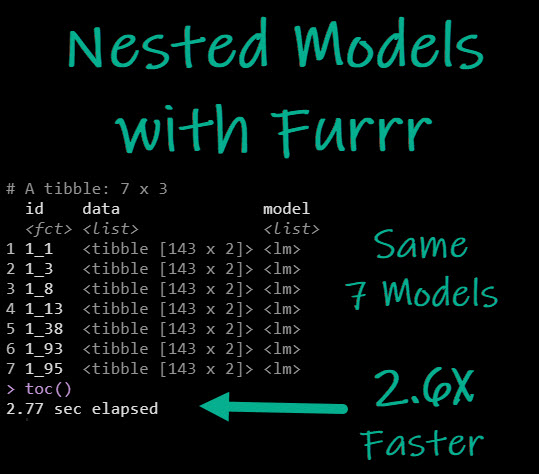 Nested Models
with Furrr
# A tibble: 7 x 3
id data model
<fct> <list> <list>
1 1_1 <tibble [143 x 2]> <lm>
2 1_3 <tibble [143 x 2]> <lm>
3 1_8 <tibble [143 x 2]> <lm>
4 1_13 <tibble [143 x 2]> <lm>
5 1_38 <tibble [143 x 2]> <lm>
6 1_93 <tibble [143 x 2]> <lm>
7 1_95 <tibble [143 x 2]> <lm>
> toc()
2.77 sec elapsed
Same
7 Models
2.6X
Faster